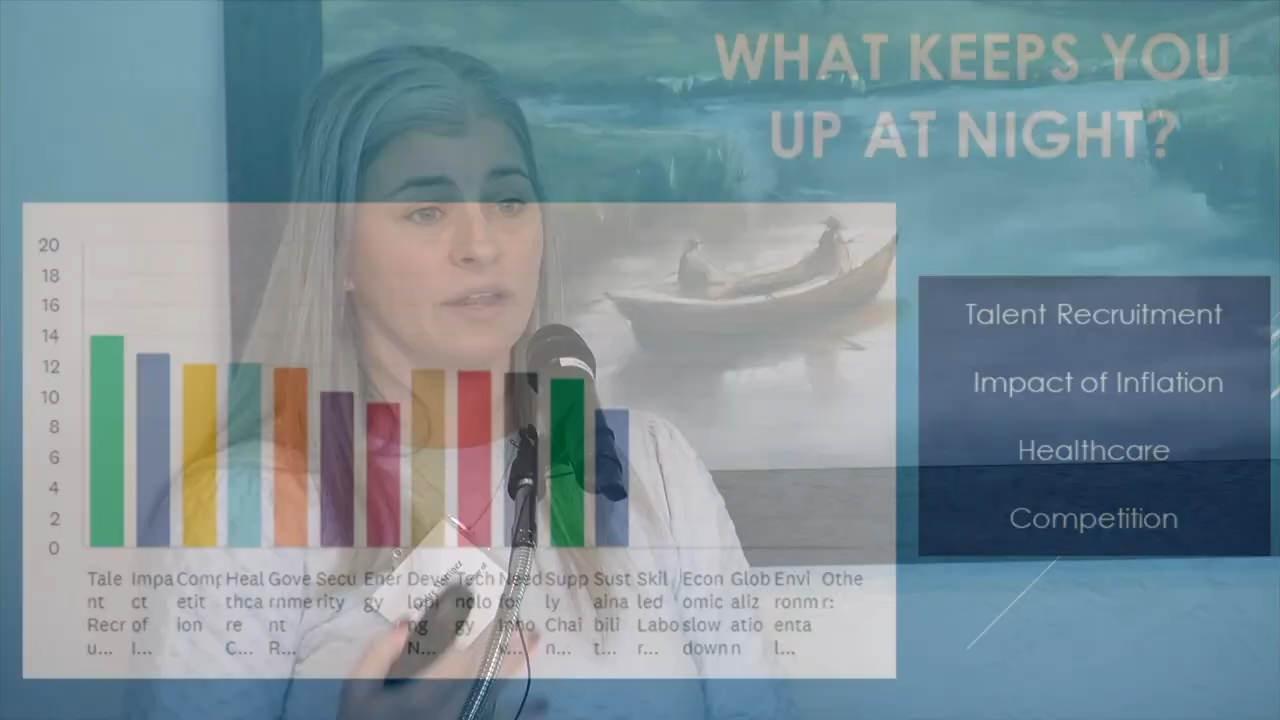 WHAT KEEPS YOU
UP AT NIGHT?
20
18
16
14
12
10
8
6
4
2
0
Tale Impa Comp Heal Gove Secu Ener Deve Tech Need Supp Sust Skil Econ Glob Envi Othe
nt ct etit thca rnme rity gy lopi nolo for ly aina led omic aliz ronm r:
Recr of ion re nt ng gy Inno Chai bili Labo slow atio enta
u... I... C... R... N... n... t... r... down n l...
Talent Recruitment
Impact of Inflation
Healthcare
Competition